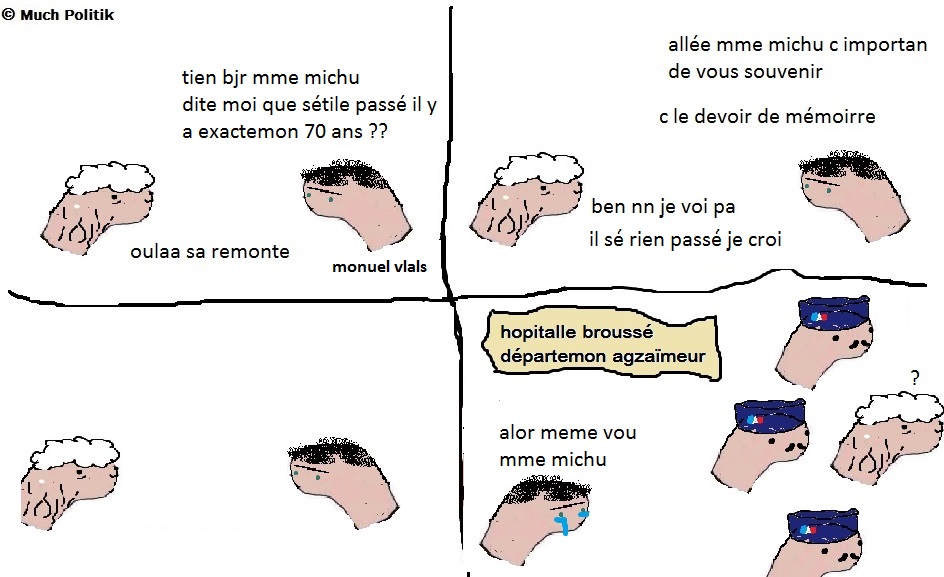 © Much Politik
tien bjr mme michu
dite moi que sétile passé il y
a exactemon 70 ans ??
oulaa sa remonte
monuel vlals
allée mme michu c importan
de vous souvenir
c le devoir de mémoirre
ben nn je voi pa
il sé rien passé je croi
hopitalle broussé
départemon agzaïmeur
?
alor meme vou
mme michu